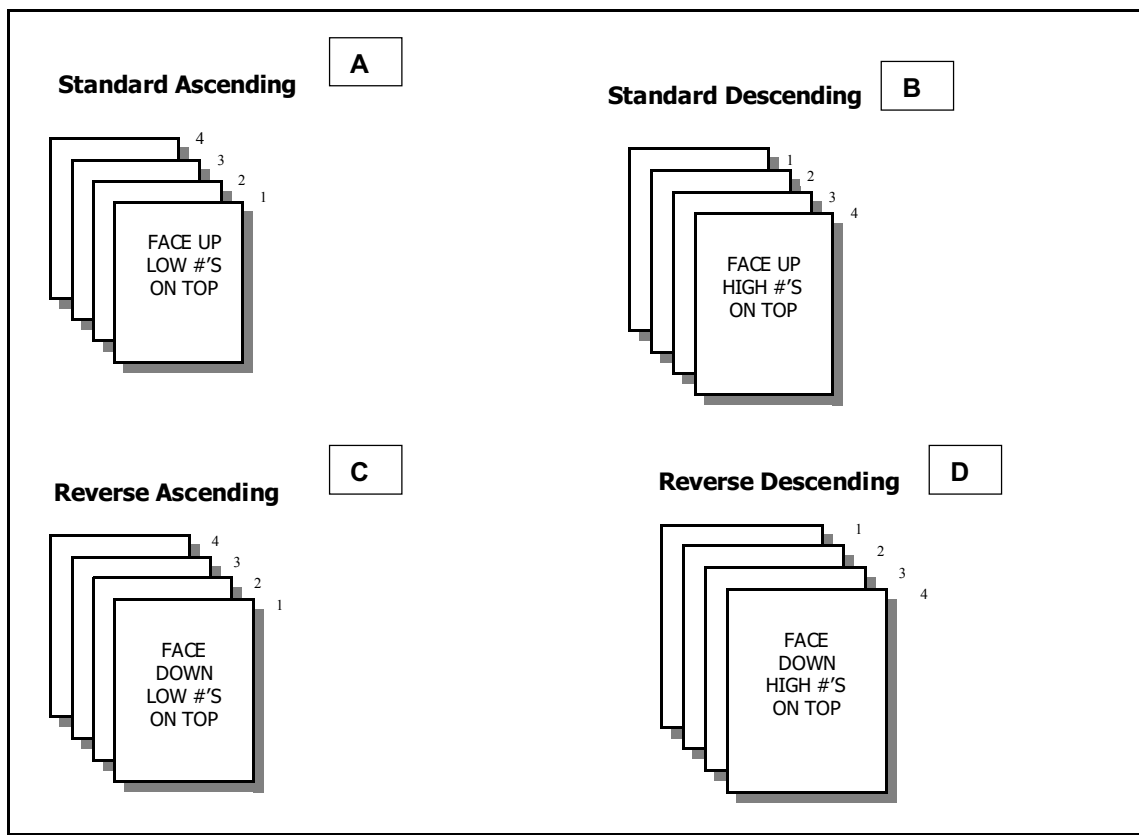 A
Standard Ascending
4
3
2
1
FACE UP
LOW #'S
ON TOP
B
Standard Descending
1
2
3
4
FACE UP
HIGH #'S
ON TOP
C
Reverse Ascending
4
3
2
1
FACE
DOWN
LOW #'S
ON TOP
D
Reverse Descending
1
2
3
4
FACE
DOWN
HIGH #'S
ON TOP